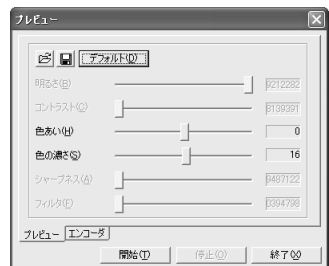 プレビュー
デフォルト(D)
明るさ(B) 9212282
コントラスト(C) 8139391
色あい(H) 0
色の濃さ(S) 16
シャープネス(A) 9487122
フィルタ(F) 0394798
プレビュー エンコーダ
開始(T) 停止(O) 終了(X)